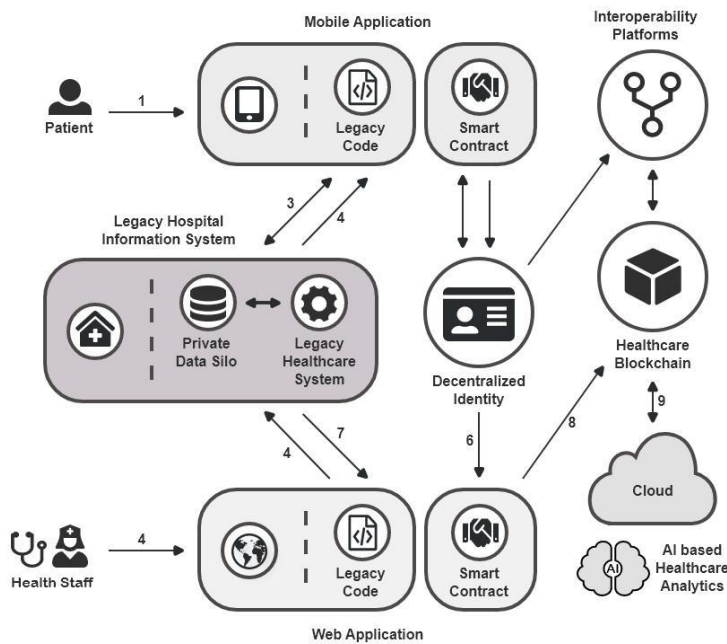 Mobile Application
Interoperability
Platforms
1
Patient
Legacy
Code
Smart
Contract
3
4
Legacy Hospital
Information System
Private
Data Silo
Legacy
Healthcare
System
Decentralized
Identity
Healthcare
Blockchain
4
7
6
8
9
Cloud
4
Health Staff
Legacy
Code
Smart
Contract
AI
AI based
Healthcare
Analytics
Web Application